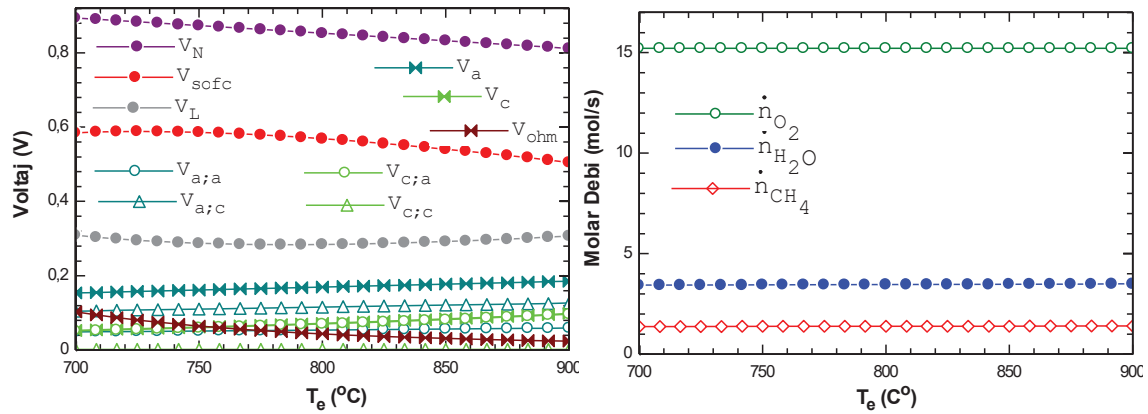 Voltaj (V)
0,8
0,6
0,4
0,2
0
V_N
V_sofc
V_L
V_a
V_c
V_ohm
V_a;a
V_a;c
V_c;a
V_c;c
700 750 800 850 900
T_e (°C)
Molar Debi (mol/s)
15
10
5
0
ṅ_O2
ṅ_H2O
ṅ_CH4
700 750 800 850 900
T_e (C°)